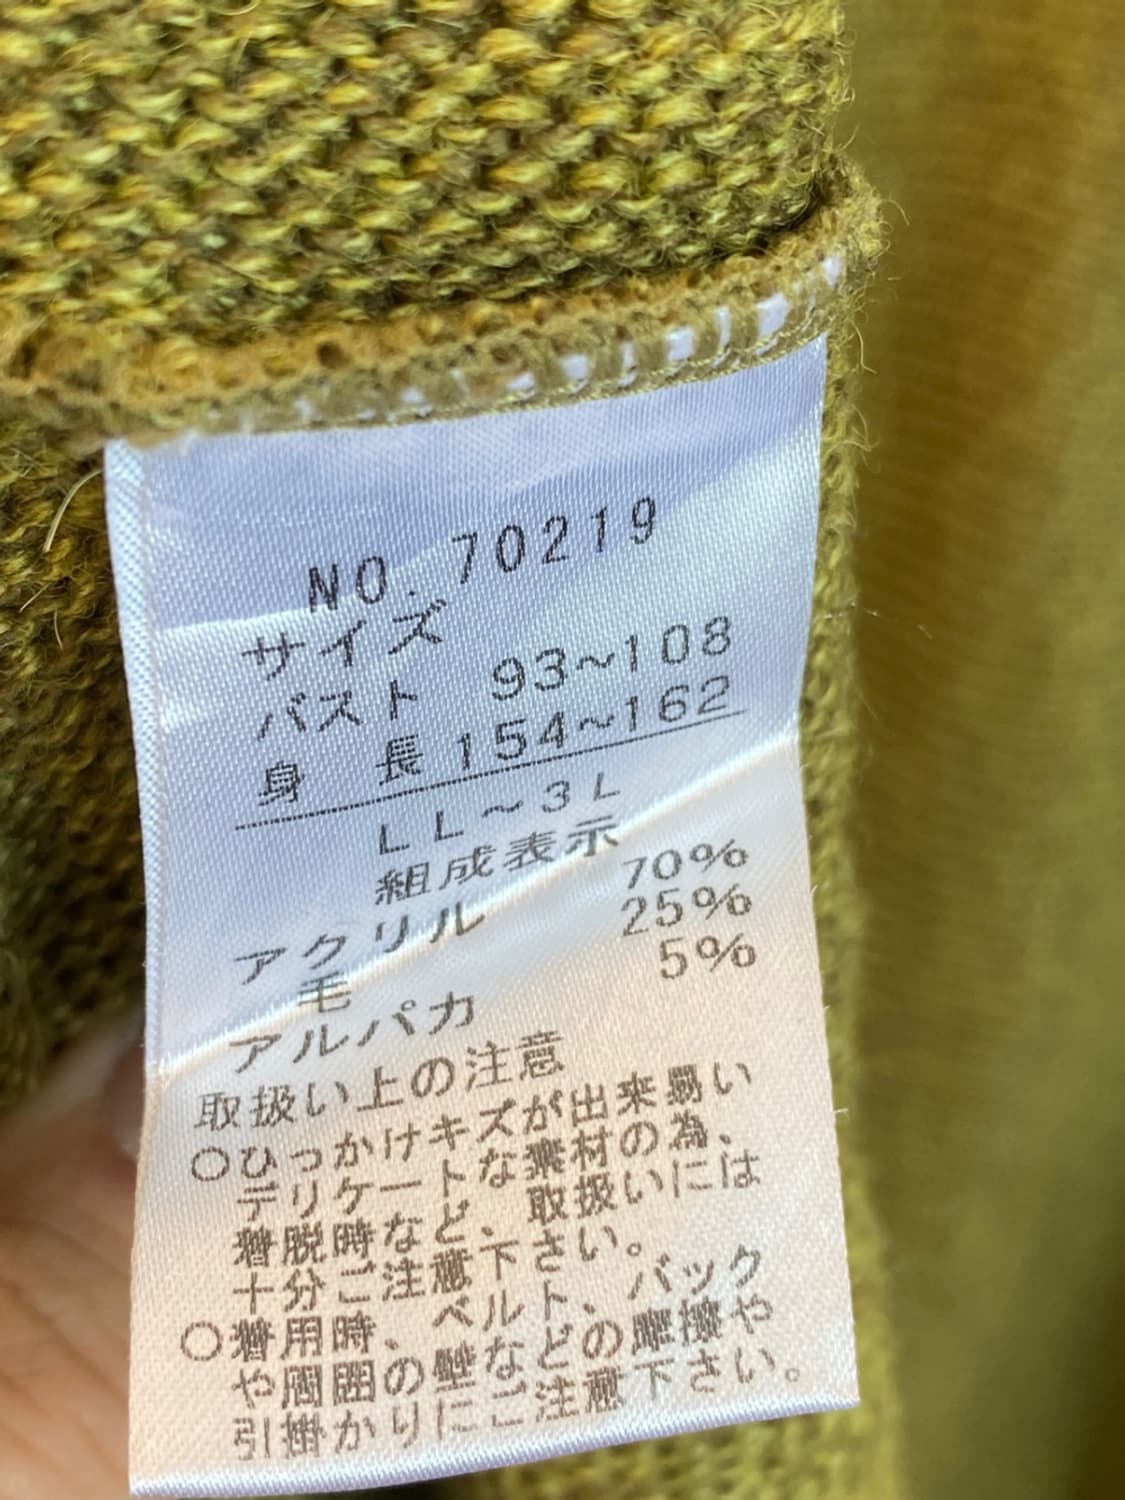 NO. 70219
サイズ
バスト 93~108
身 長 154~162
LL~3L
組成表示
アクリル 70%
毛 25%
アルパカ 5%
取扱い上の注意
○ひっかけキズが出来易い
デリケートな素材の為、
着脱時など、取扱いには
十分ご注意下さい。
○着用時、ベルト、バック
や周囲の壁などの摩擦や
引掛かりにご注意下さい。